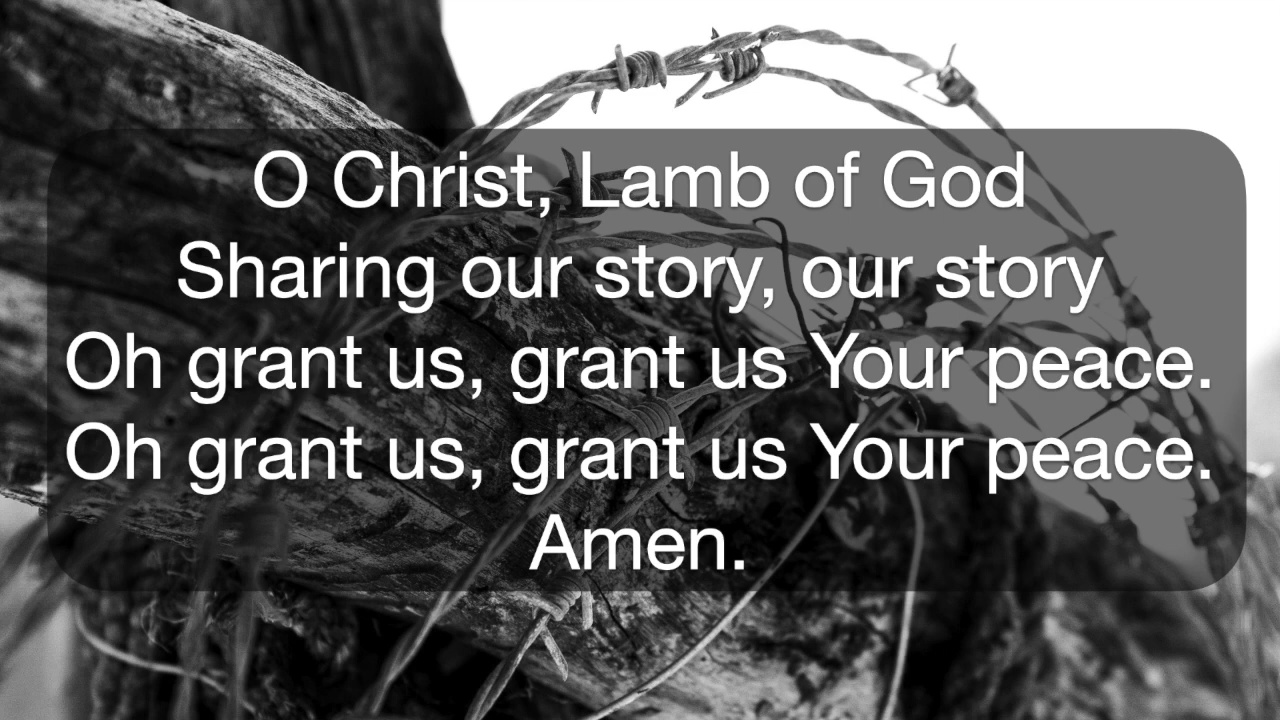 O Christ, Lamb of God
Sharing our story, our story
Oh grant us, grant us Your peace.
Oh grant us, grant us Your peace.
Amen.